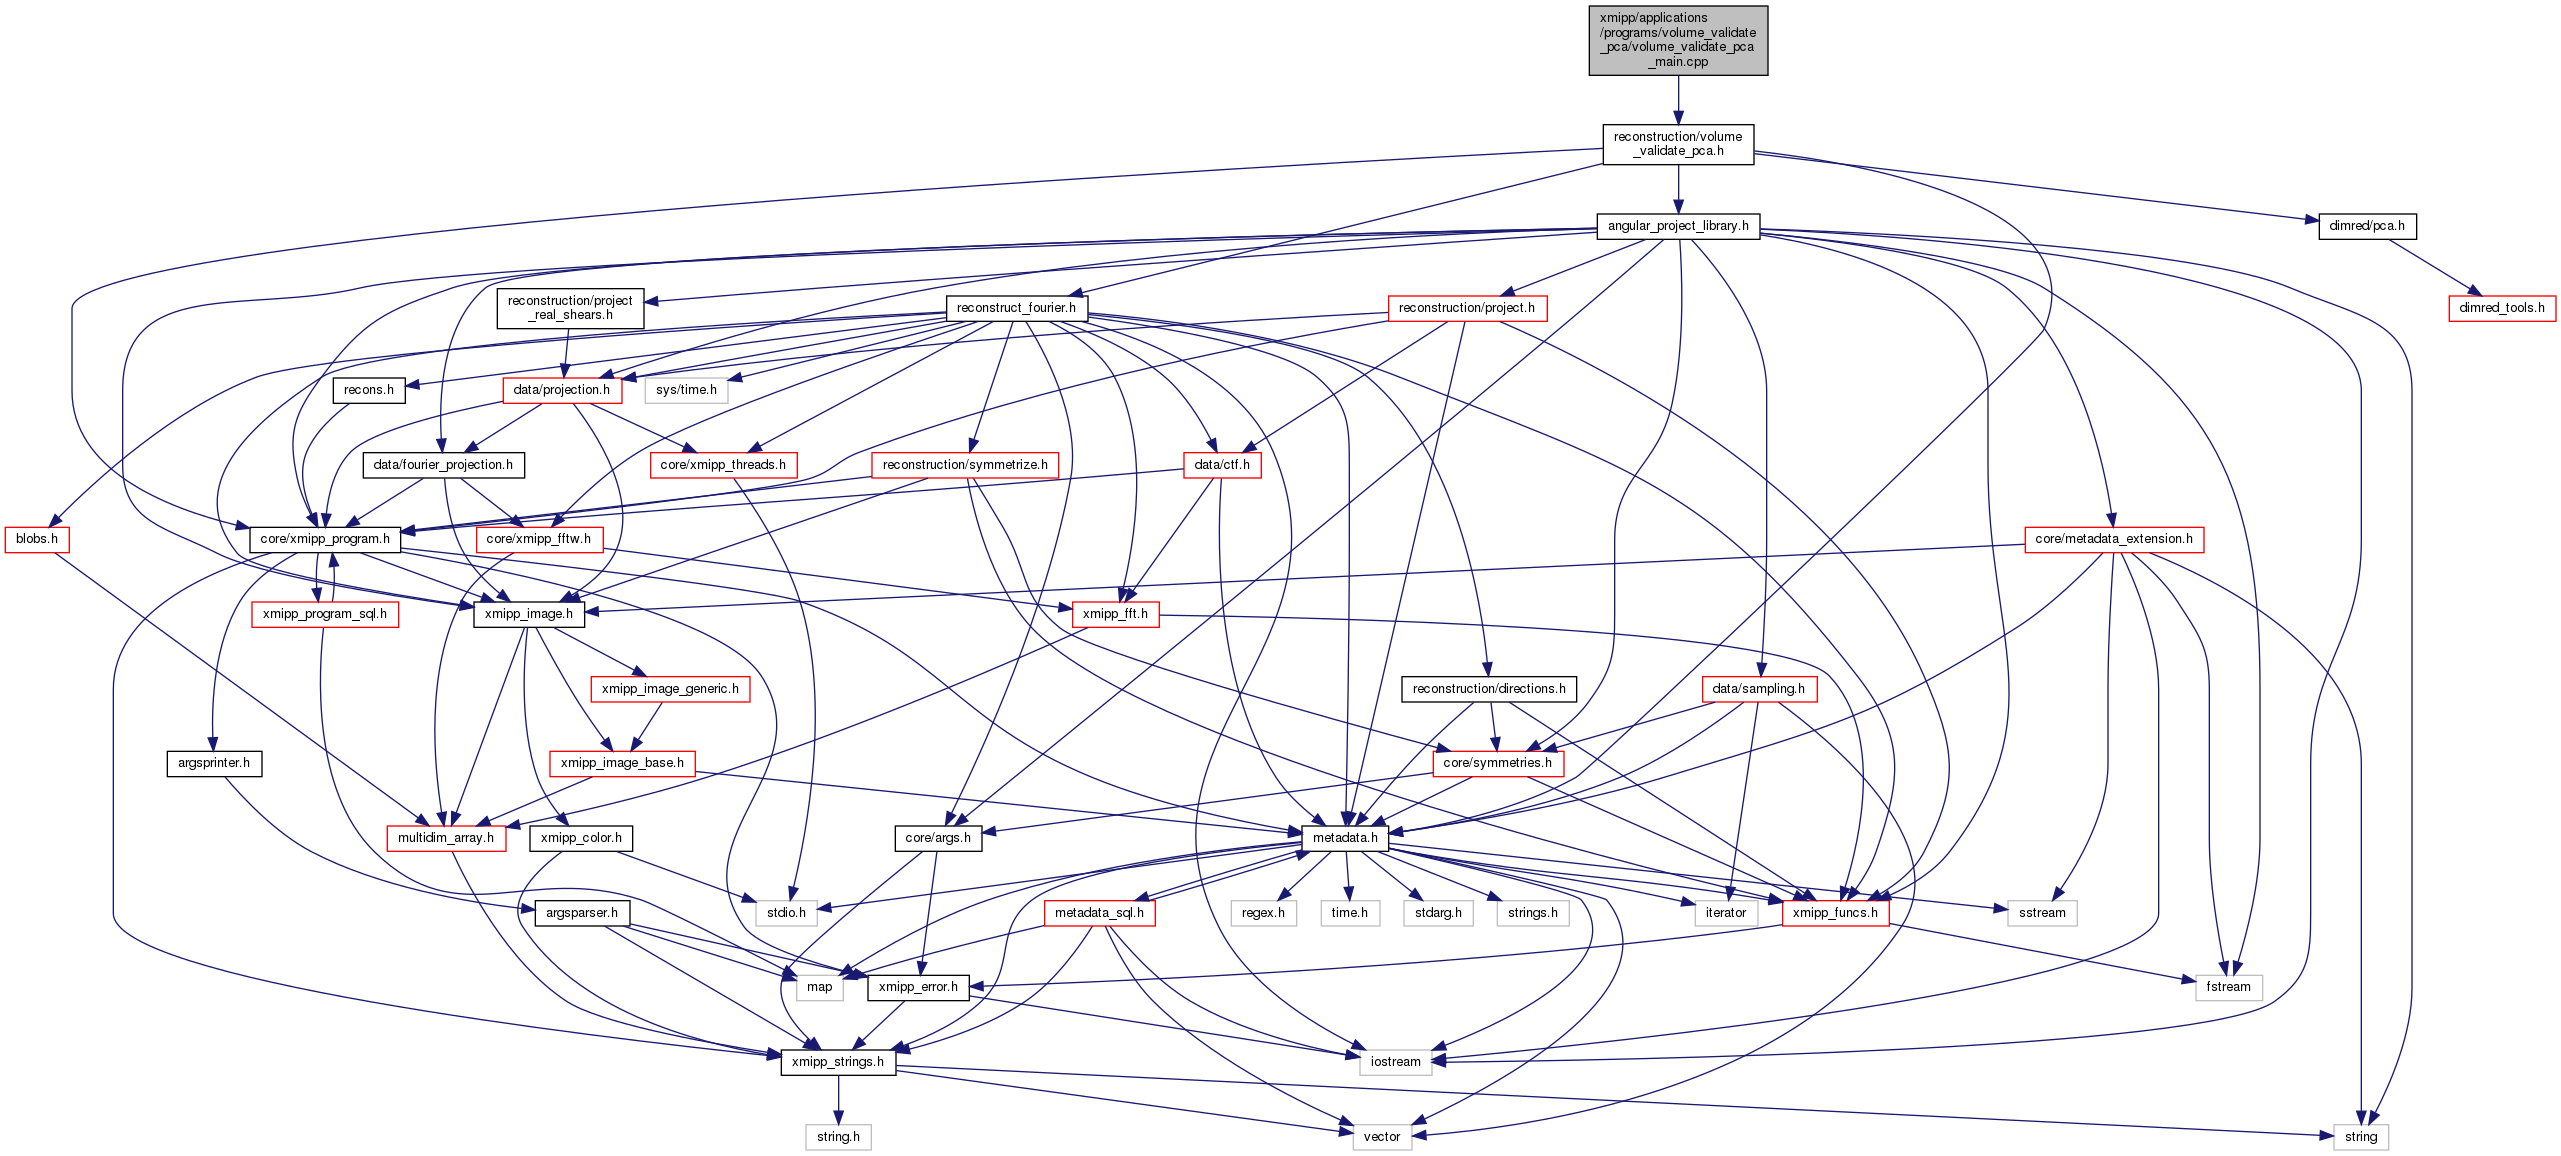 xmipp/applications
/programs/volume_validate
_pca/volume_validate_pca
_main.cpp
reconstruction/volume
_validate_pca.h
angular_project_library.h
dimred/pca.h
reconstruction/project
_real_shears.h
reconstruct_fourier.h
reconstruction/project.h
dimred_tools.h
recons.h
data/projection.h
sys/time.h
data/fourier_projection.h
core/xmipp_threads.h
reconstruction/symmetrize.h
data/ctf.h
blobs.h
core/xmipp_program.h
core/xmipp_fftw.h
core/metadata_extension.h
xmipp_program_sql.h
xmipp_image.h
xmipp_fft.h
xmipp_image_generic.h
reconstruction/directions.h
data/sampling.h
argsprinter.h
xmipp_image_base.h
core/symmetries.h
multidim_array.h
xmipp_color.h
core/args.h
metadata.h
argsparser.h
stdio.h
metadata_sql.h
regex.h
time.h
stdarg.h
strings.h
iterator
xmipp_funcs.h
sstream
map
xmipp_error.h
fstream
xmipp_strings.h
iostream
string.h
vector
string